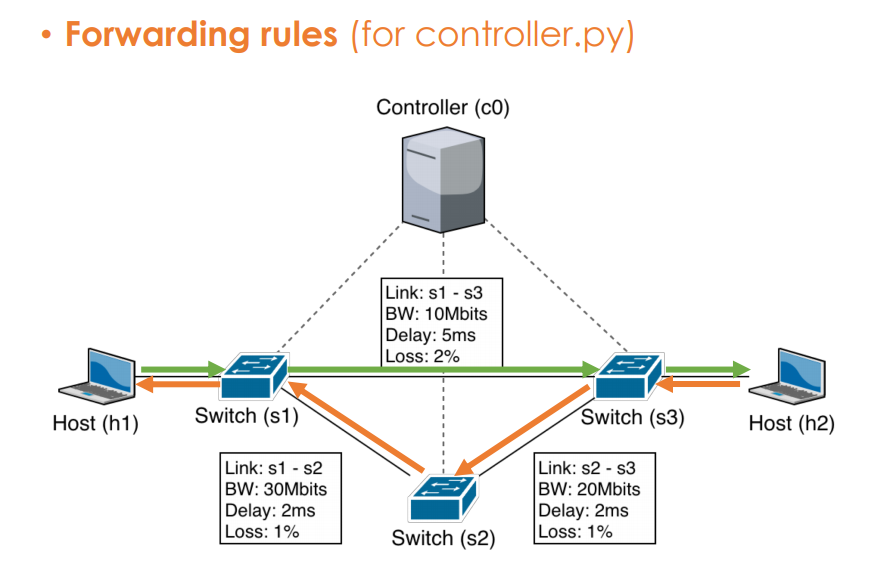 • Forwarding rules (for controller.py)
Controller (c0)
Link: s1 - s3
BW: 10Mbits
Delay: 5ms
Loss: 2%
Host (h1)
Switch (s1)
Switch (s3)
Host (h2)
Link: s1 - s2
BW: 30Mbits
Delay: 2ms
Loss: 1%
Link: s2 - s3
BW: 20Mbits
Delay: 2ms
Loss: 1%
Switch (s2)